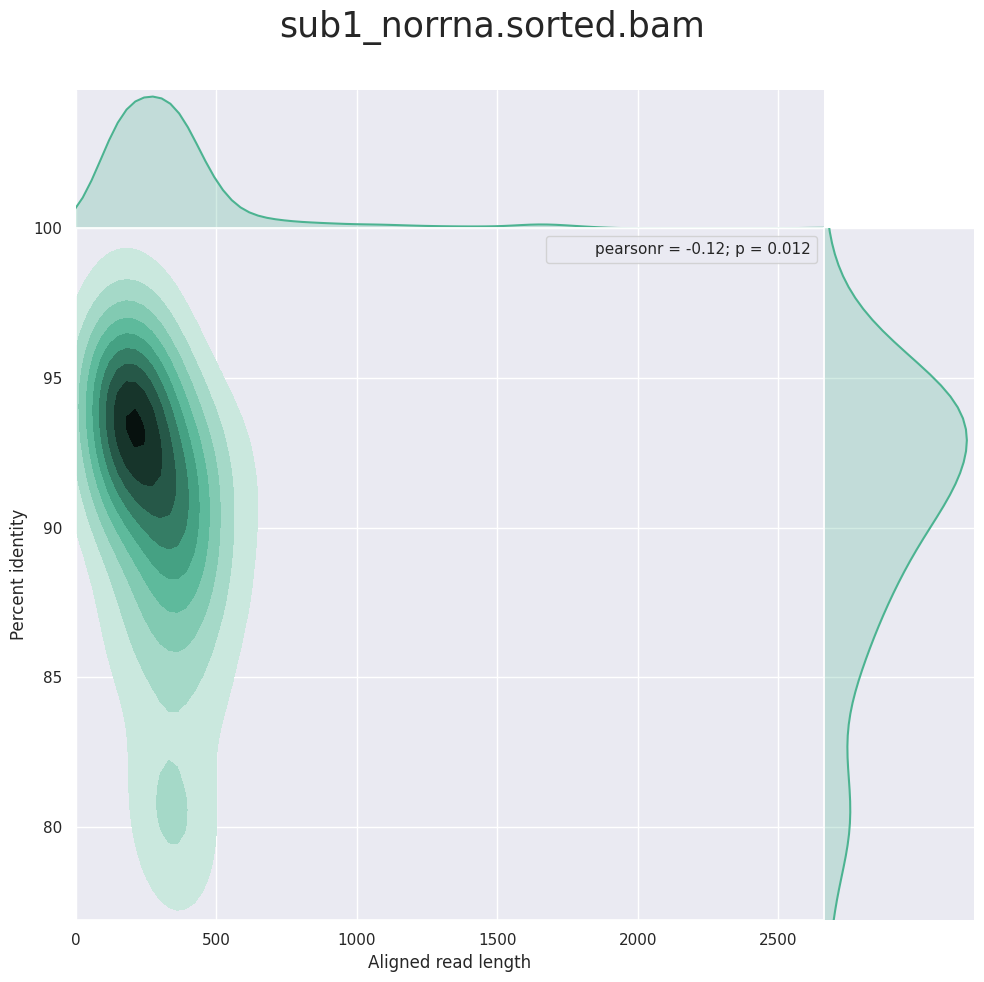 sub1_norrna.sorted.bam
pearsonr = -0.12; p = 0.012
100
95
90
85
80
Percent identity
0 500 1000 1500 2000 2500
Aligned read length